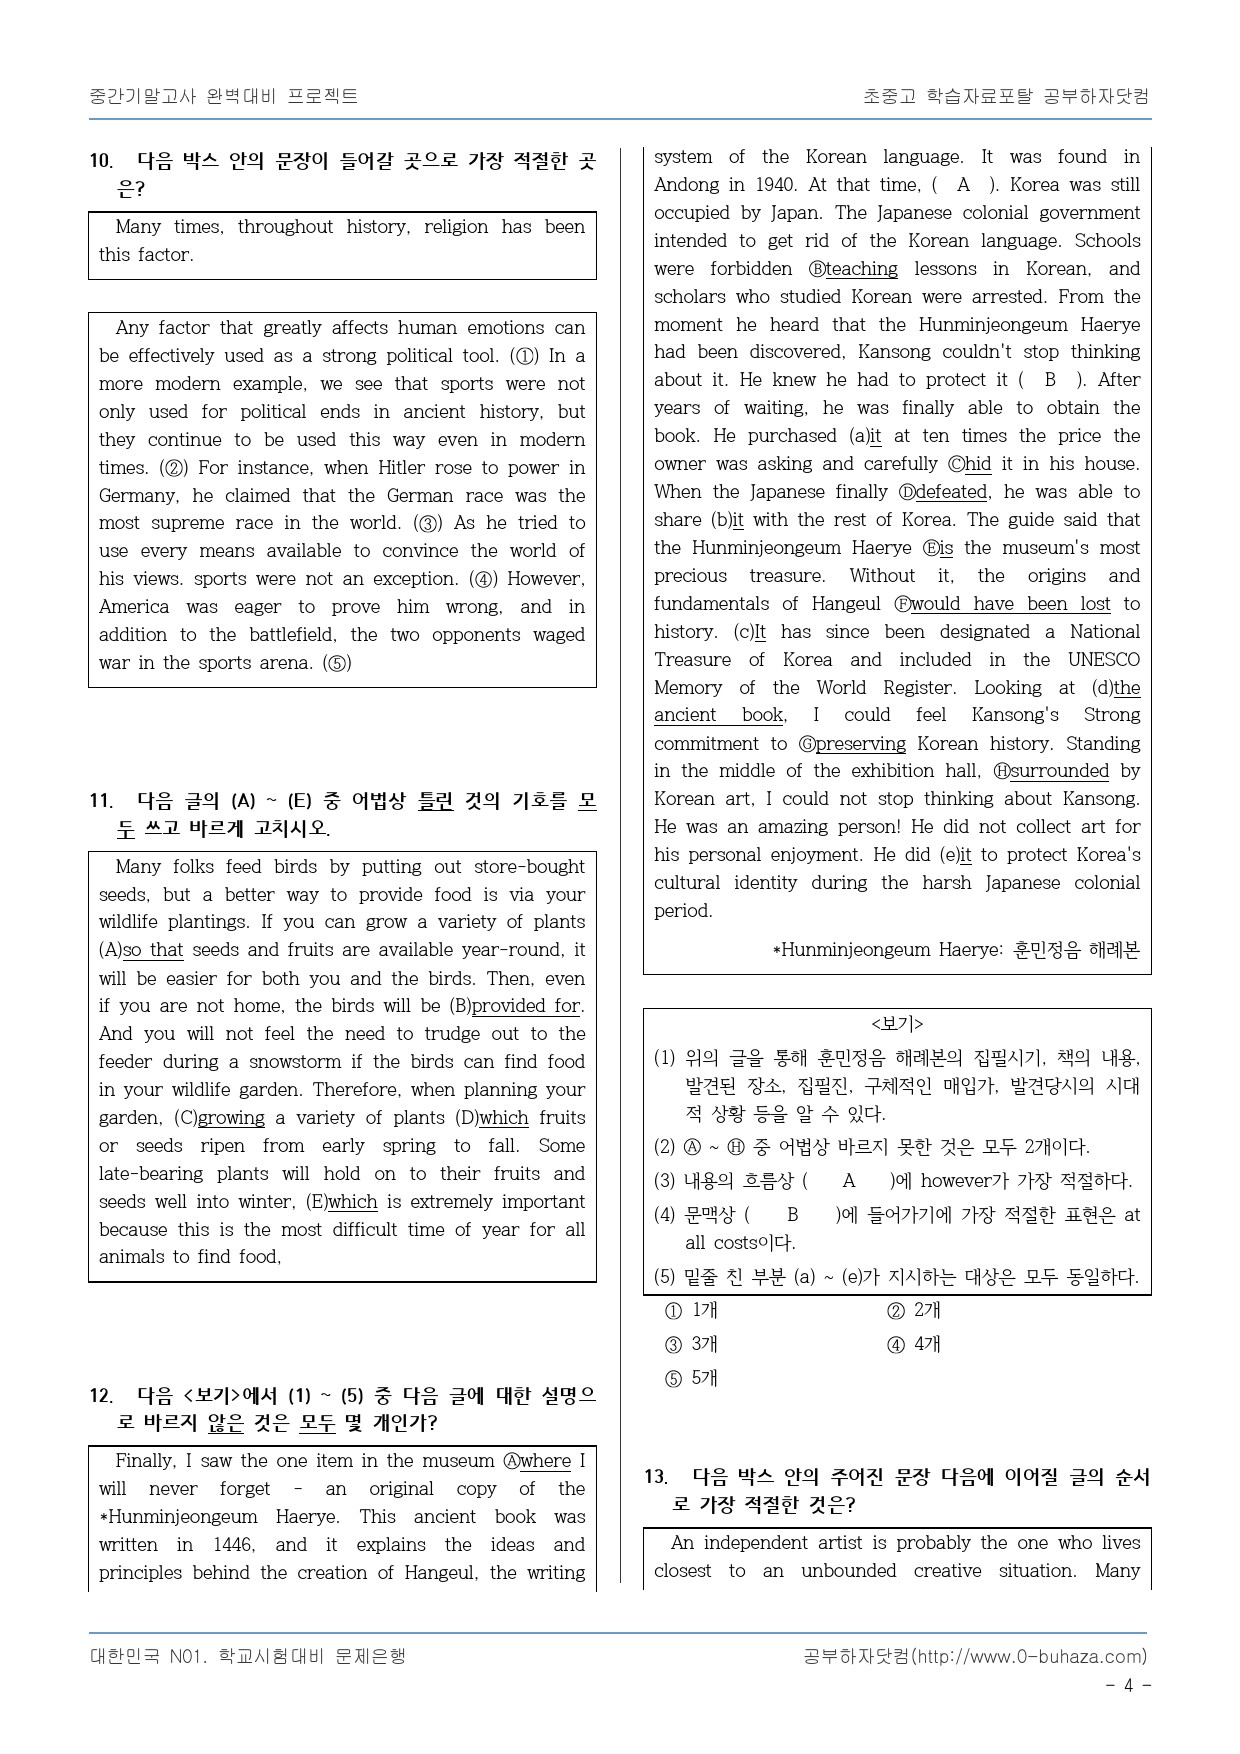 중간기말고사 완벽대비 프로젝트
초중고 학습자료포탈 공부하자닷컴
10. 다음 박스 안의 문장이 들어갈 곳으로 가장 적절한 곳
은?
Many times, throughout history, religion has been
this factor.
Any factor that greatly affects human emotions can
be effectively used as a strong political tool. (①) In a
more modern example, we see that sports were not
only used for political ends in ancient history, but
they continue to be used this way even in modern
times. (②) For instance, when Hitler rose to power in
Germany, he claimed that the German race was the
most supreme race in the world. (③) As he tried to
use every means available to convince the world of
his views. sports were not an exception. (④) However,
America was eager to prove him wrong, and in
addition to the battlefield, the two opponents waged
war in the sports arena. (⑤)
11. 다음 글의 (A) ~ (E) 중 어법상 틀린 것의 기호를 모
두 쓰고 바르게 고치시오.
Many folks feed birds by putting out store-bought
seeds, but a better way to provide food is via your
wildlife plantings. If you can grow a variety of plants
(A)so that seeds and fruits are available year-round, it
will be easier for both you and the birds. Then, even
if you are not home, the birds will be (B)provided for.
And you will not feel the need to trudge out to the
feeder during a snowstorm if the birds can find food
in your wildlife garden. Therefore, when planning your
garden, (C)growing a variety of plants (D)which fruits
or seeds ripen from early spring to fall. Some
late-bearing plants will hold on to their fruits and
seeds well into winter, (E)which is extremely important
because this is the most difficult time of year for all
animals to find food,
12. 다음 <보기>에서 (1) ~ (5) 중 다음 글에 대한 설명으
로 바르지 않은 것은 모두 몇 개인가?
Finally, I saw the one item in the museum Ⓐwhere I
will never forget - an original copy of the
*Hunminjeongeum Haerye. This ancient book was
written in 1446, and it explains the ideas and
principles behind the creation of Hangeul, the writing
system of the Korean language. It was found in
Andong in 1940. At that time, ( A ). Korea was still
occupied by Japan. The Japanese colonial government
intended to get rid of the Korean language. Schools
were forbidden Ⓑteaching lessons in Korean, and
scholars who studied Korean were arrested. From the
moment he heard that the Hunminjeongeum Haerye
had been discovered, Kansong couldn't stop thinking
about it. He knew he had to protect it ( B ). After
years of waiting, he was finally able to obtain the
book. He purchased (a)it at ten times the price the
owner was asking and carefully Ⓒhid it in his house.
When the Japanese finally Ⓓdefeated, he was able to
share (b)it with the rest of Korea. The guide said that
the Hunminjeongeum Haerye Ⓔis the museum's most
precious treasure. Without it, the origins and
fundamentals of Hangeul Ⓕwould have been lost to
history. (c)It has since been designated a National
Treasure of Korea and included in the UNESCO
Memory of the World Register. Looking at (d)the
ancient book, I could feel Kansong's Strong
commitment to Ⓖpreserving Korean history. Standing
in the middle of the exhibition hall, Ⓗsurrounded by
Korean art, I could not stop thinking about Kansong.
He was an amazing person! He did not collect art for
his personal enjoyment. He did (e)it to protect Korea's
cultural identity during the harsh Japanese colonial
period.
*Hunminjeongeum Haerye: 훈민정음 해례본
<보기>
(1) 위의 글을 통해 훈민정음 해례본의 집필시기, 책의 내용,
발견된 장소, 집필진, 구체적인 매입가, 발견당시의 시대
적 상황 등을 알 수 있다.
(2) Ⓐ ~ Ⓗ 중 어법상 바르지 못한 것은 모두 2개이다.
(3) 내용의 흐름상 ( A )에 however가 가장 적절하다.
(4) 문맥상 ( B )에 들어가기에 가장 적절한 표현은 at
all costs이다.
(5) 밑줄 친 부분 (a) ~ (e)가 지시하는 대상은 모두 동일하다.
① 1개 ② 2개
③ 3개 ④ 4개
⑤ 5개
13. 다음 박스 안의 주어진 문장 다음에 이어질 글의 순서
로 가장 적절한 것은?
An independent artist is probably the one who lives
closest to an unbounded creative situation. Many
대한민국 N01. 학교시험대비 문제은행
공부하자닷컴(http://www.0-buhaza.com)
- 4 -